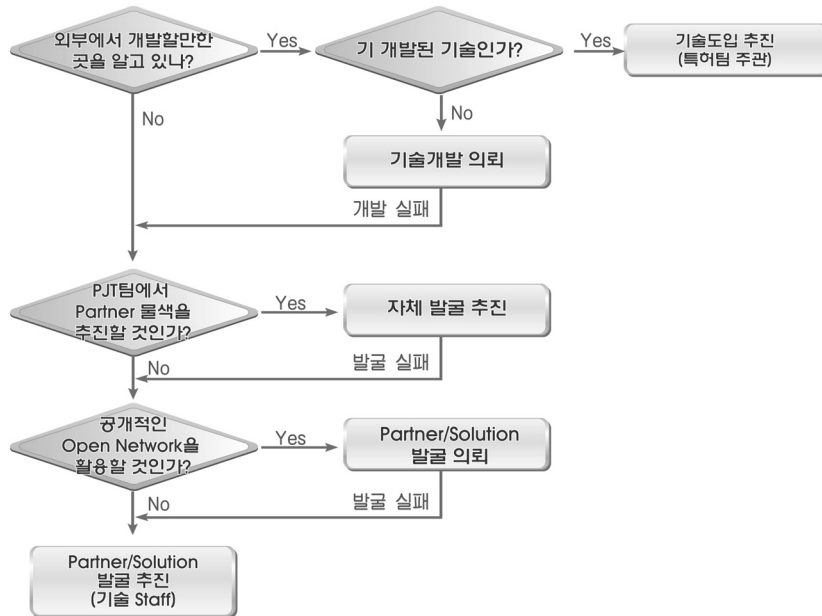 외부에서 개발할만한
곳을 알고 있나?
Yes
기 개발된 기술인가?
Yes
기술도입 추진
(특허팀 주관)
No
No
기술개발 의뢰
개발 실패
PJT팀에서
Partner 물색을
추진할 것인가?
Yes
자체 발굴 추진
No
발굴 실패
공개적인
Open Network을
활용할 것인가?
Yes
Partner/Solution
발굴 의뢰
No
발굴 실패
Partner/Solution
발굴 추진
(기술 Staff)